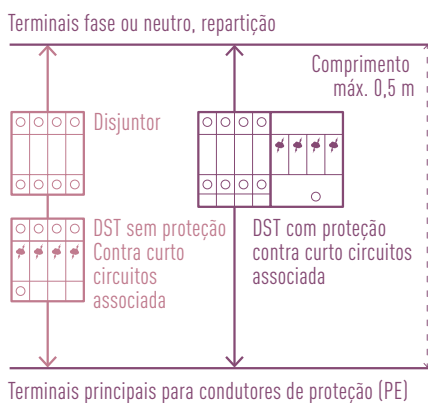 Terminais fase ou neutro, repartição
Comprimento
máx. 0,5 m
Disjuntor
DST sem proteção
Contra curto
circuitos
associada
DST com proteção
contra curto circuitos
associada
Terminais principais para condutores de proteção (PE)